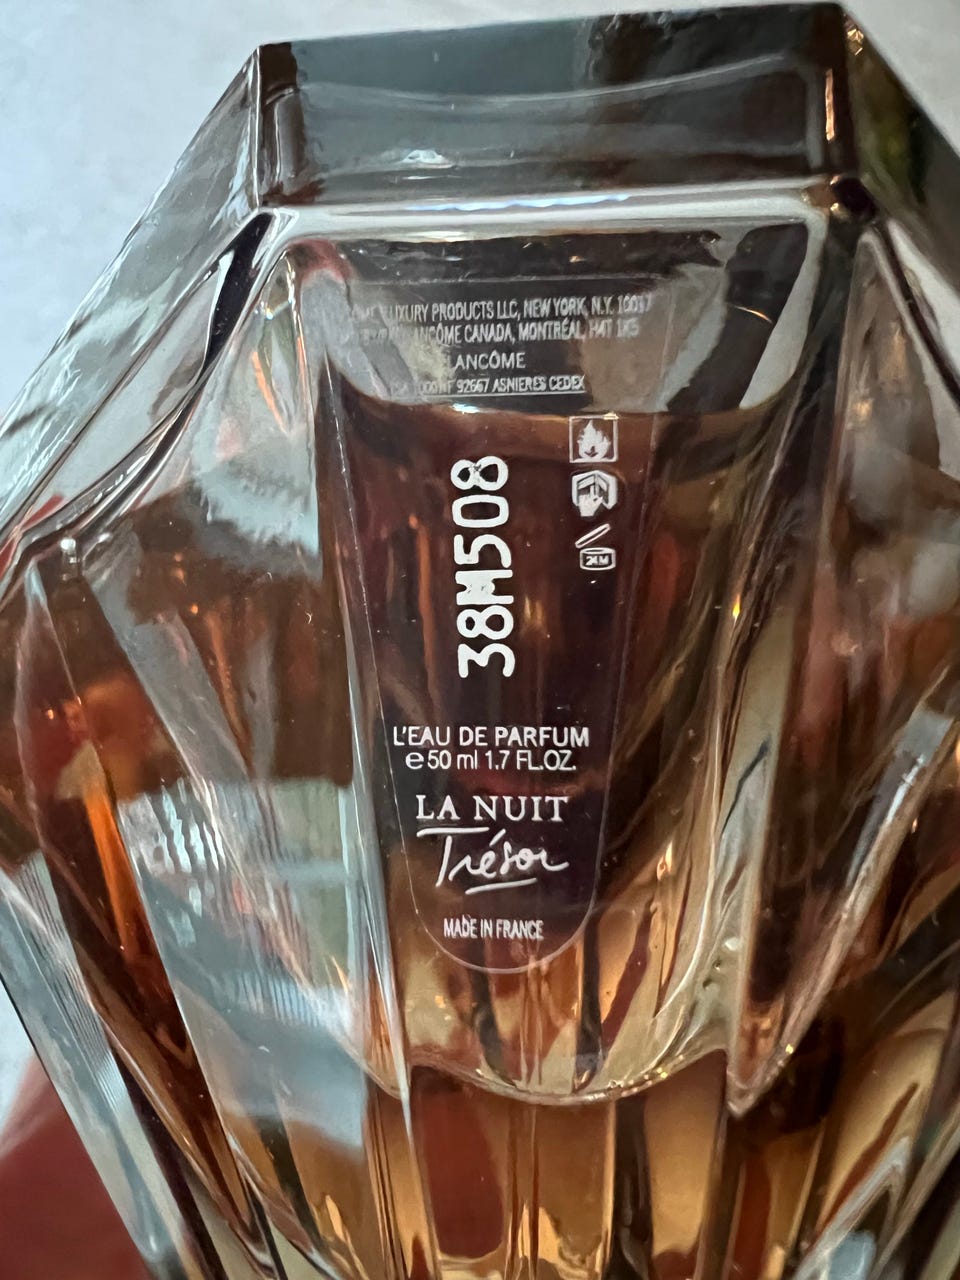 LUXURY PRODUCTS LLC, NEW YORK, N.Y. 10017
LANCÔME CANADA, MONTRÉAL, H4T 1K5
LANCÔME
92667 ASNIERES CEDEX
38M508
24M
L'EAU DE PARFUM
e 50 ml 1.7 FL.OZ.
LA NUIT
Trésor
MADE IN FRANCE